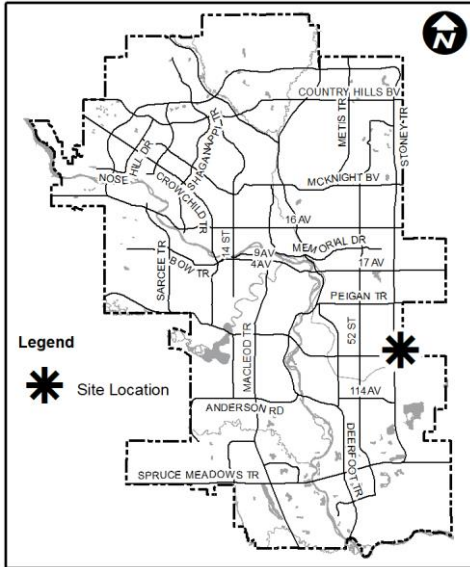 N
COUNTRY HILLS BV
METIS TR
STONEY TR
SHAGANAPPI TR
NOSE HILL DR
CROWCHILD TR
MCKNIGHT BV
16 AV
14 ST
MEMORIAL DR
9 AV
4 AV
17 AV
SARCEE TR
BOW TR
PEIGAN TR
52 ST
Legend
Site Location
MACLEOD TR
114 AV
ANDERSON RD
DEERFOOT TR
SPRUCE MEADOWS TR